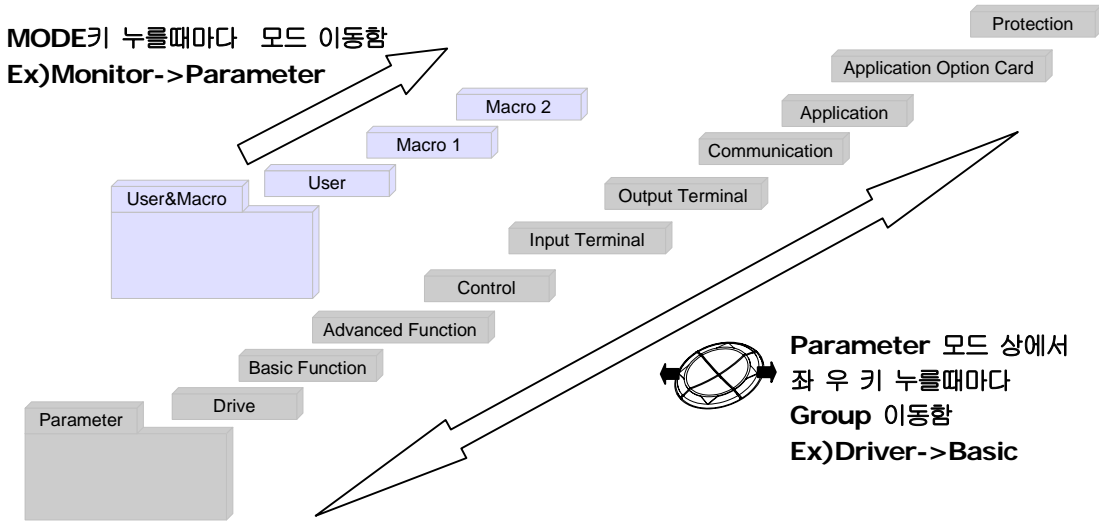 MODE키 누를때마다 모드 이동함
Ex)Monitor->Parameter
Protection
Application Option Card
Application
Communication
Output Terminal
Input Terminal
Control
Advanced Function
Basic Function
Drive
Parameter
Macro 2
Macro 1
User
User&Macro
Parameter 모드 상에서
좌 우 키 누를때마다
Group 이동함
Ex)Driver->Basic